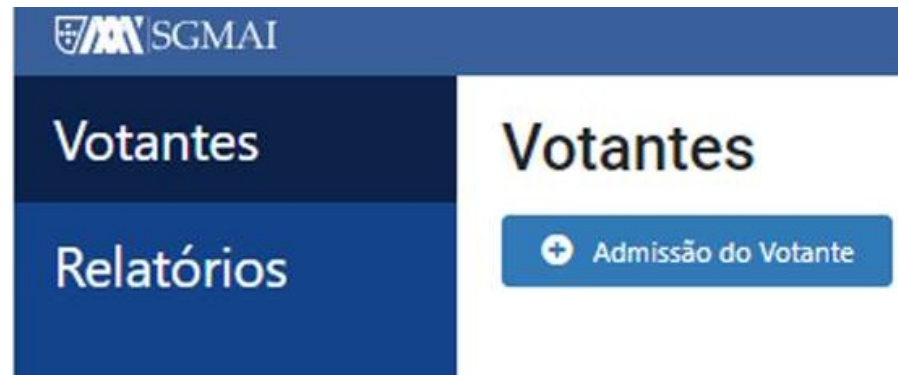 SGMAI
Votantes
Relatórios
Votantes
Admissão do Votante